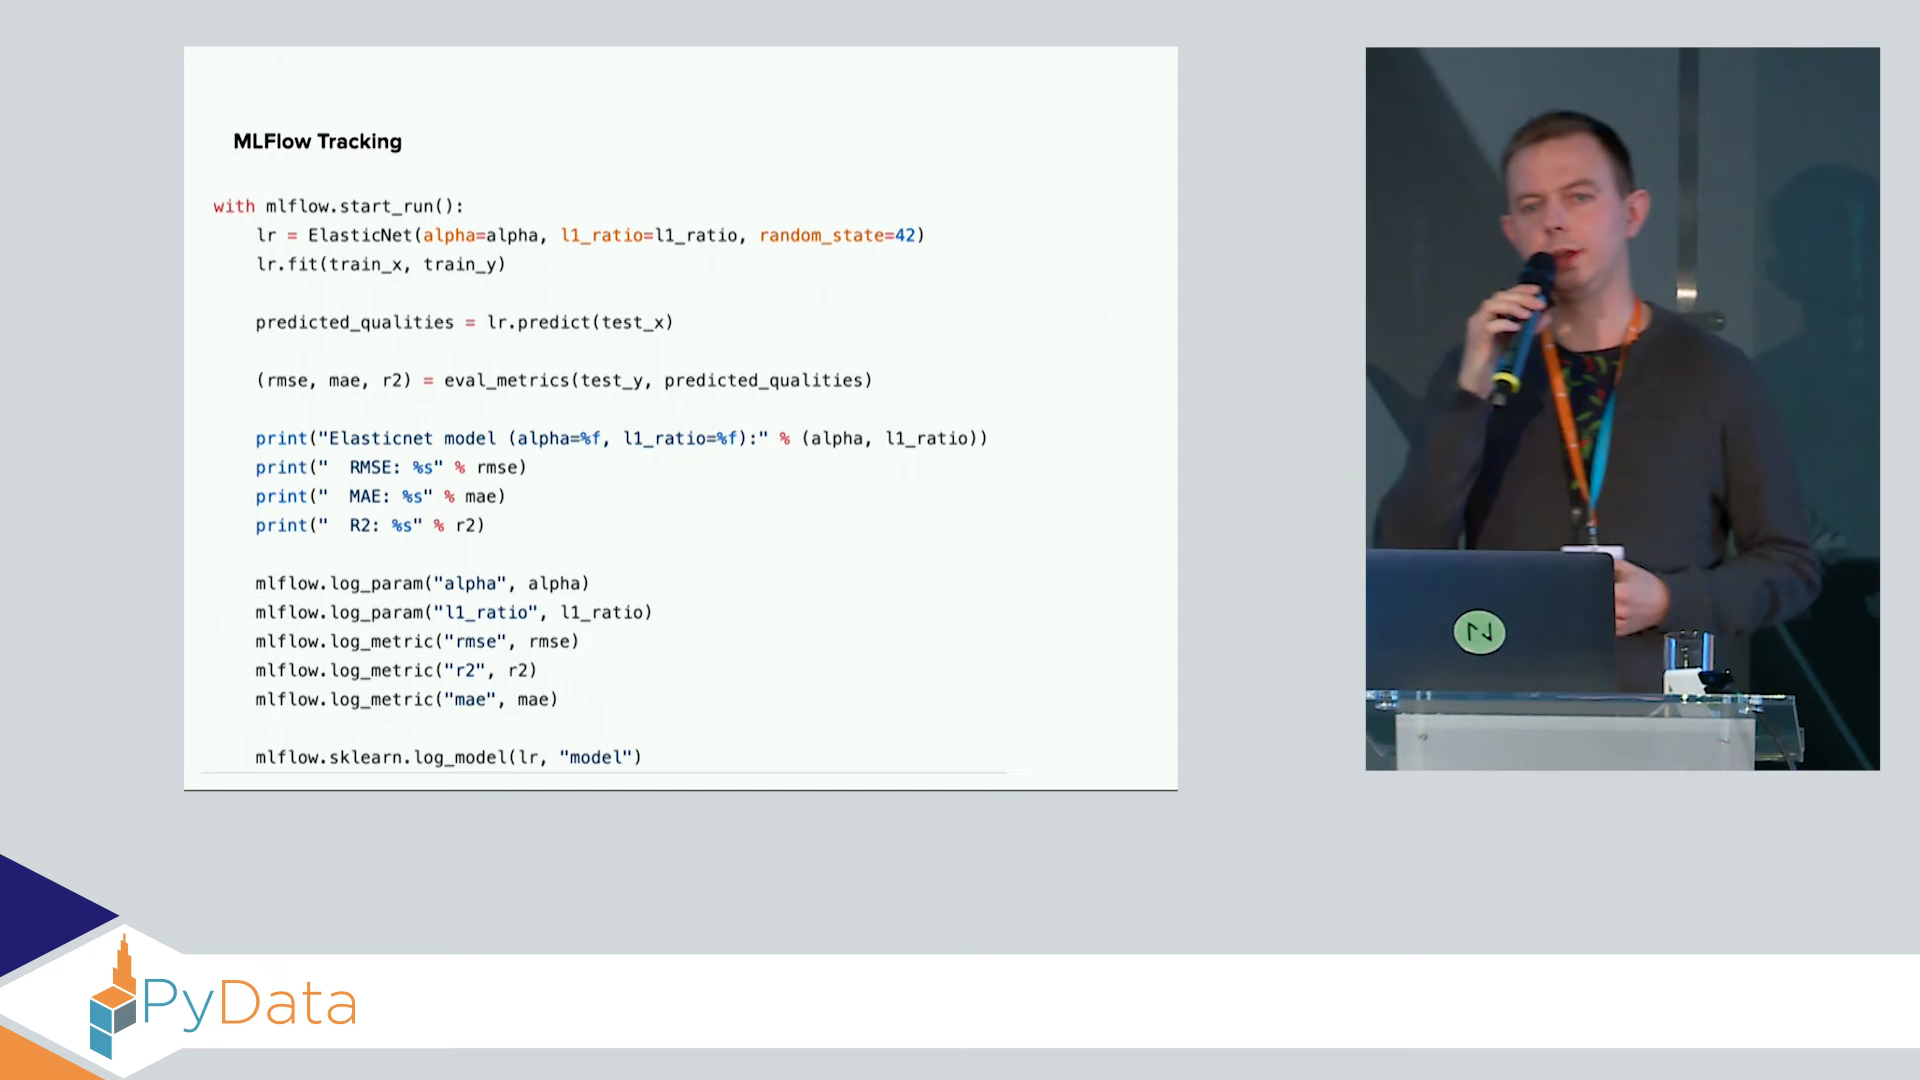 MLFlow Tracking
with mlflow.start_run():
    lr = ElasticNet(alpha=alpha, l1_ratio=l1_ratio, random_state=42)
    lr.fit(train_x, train_y)
    predicted_qualities = lr.predict(test_x)
    (rmse, mae, r2) = eval_metrics(test_y, predicted_qualities)
    print("Elasticnet model (alpha=%f, l1_ratio=%f):" % (alpha, l1_ratio))
    print("  RMSE: %s" % rmse)
    print("  MAE: %s" % mae)
    print("  R2: %s" % r2)
    mlflow.log_param("alpha", alpha)
    mlflow.log_param("l1_ratio", l1_ratio)
    mlflow.log_metric("rmse", rmse)
    mlflow.log_metric("r2", r2)
    mlflow.log_metric("mae", mae)
    mlflow.sklearn.log_model(lr, "model")
PyData